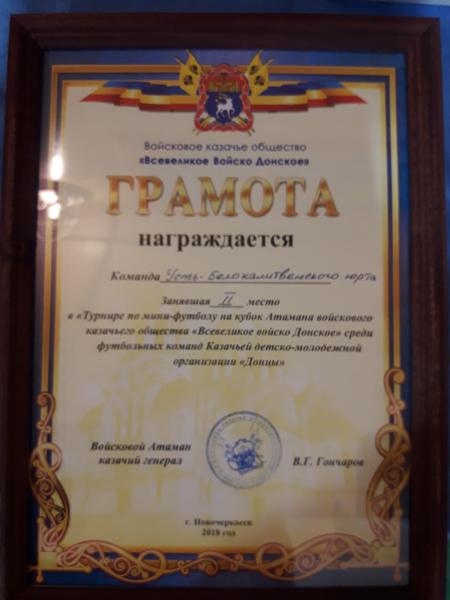 Войсковое казачье общество
«Всевеликое Войско Донское»
ГРАМОТА
награждается
Команда Усть-Белокалитвенского юрта
Занявшая II место
в «Турнире по мини-футболу на кубок Атамана войскового
казачьего общества «Всевеликое войско Донское» среди
футбольных команд Казачьей детско-молодежной
организации «Донцы»
Войсковой Атаман
казачий генерал
В.Г. Гончаров
г. Новочеркасск
2018 год